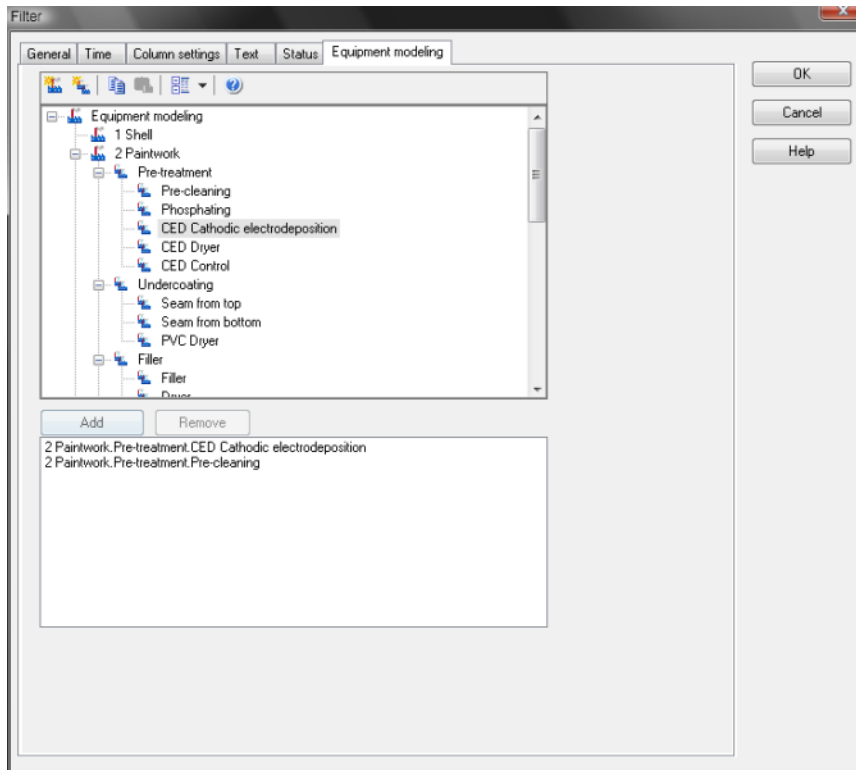 Filter
General Time Column settings Text Status Equipment modeling
OK
Cancel
Help
Equipment modeling
1 Shell
2 Paintwork
Pre-treatment
Pre-cleaning
Phosphating
CED Cathodic electrodeposition
CED Dryer
CED Control
Undercoating
Seam from top
Seam from bottom
PVC Dryer
Filler
Filler
Dryer
Add Remove
2 Paintwork.Pre-treatment.CED Cathodic electrodeposition
2 Paintwork.Pre-treatment.Pre-cleaning